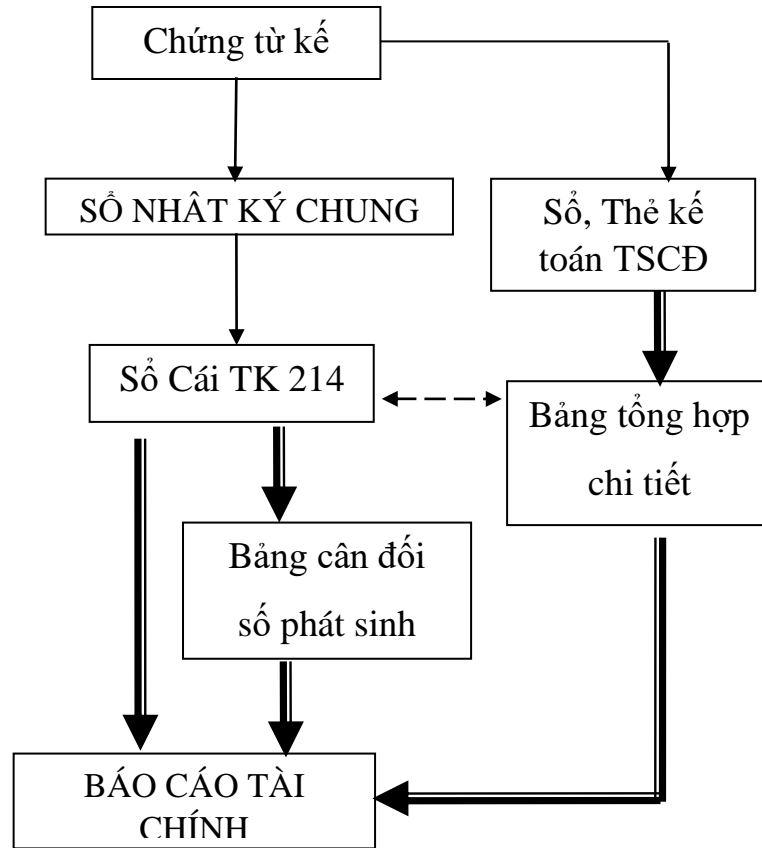 Chứng từ kế
SỔ NHÂT KÝ CHUNG
Sổ, Thẻ kế
toán TSCĐ
Sổ Cái TK 214
Bảng tổng hợp
chi tiết
Bảng cân đối
số phát sinh
BÁO CÁO TÀI
CHÍNH